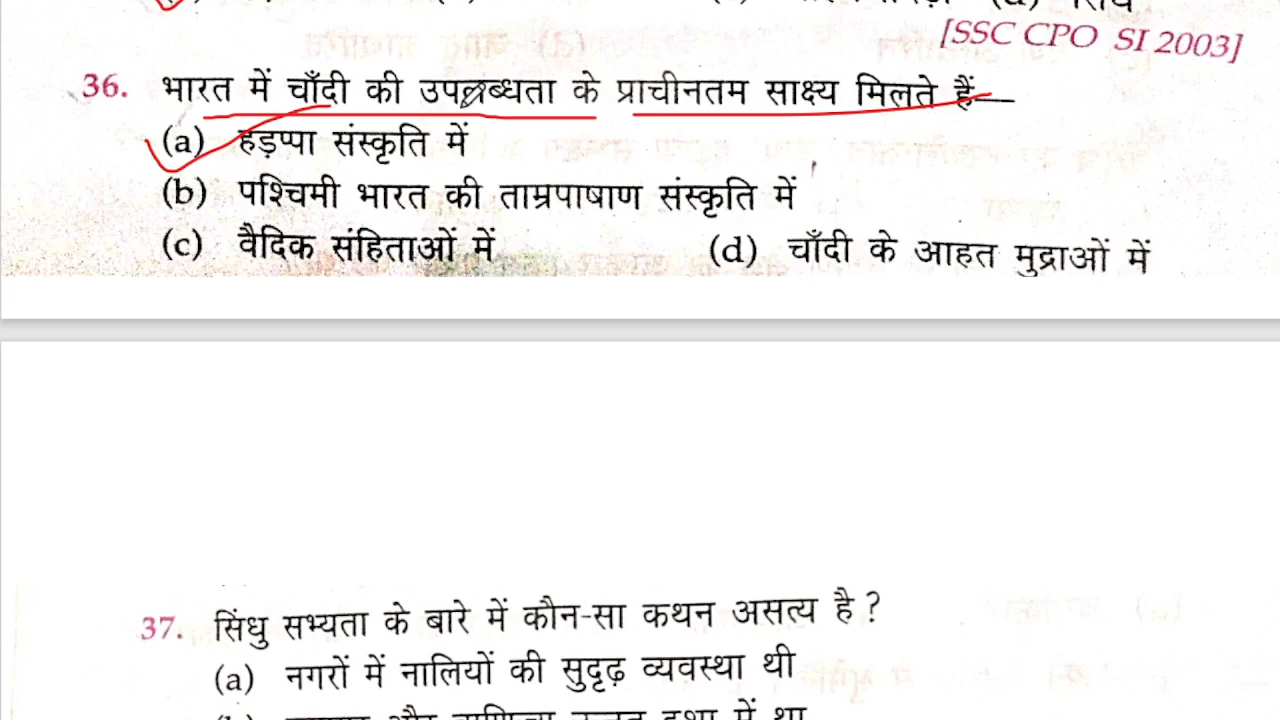 [SSC CPO SI 2003]
36. भारत में चाँदी की उपलब्धता के प्राचीनतम साक्ष्य मिलते हैं—
(a) हड़प्पा संस्कृति में
(b) पश्चिमी भारत की ताम्रपाषाण संस्कृति में
(c) वैदिक संहिताओं में (d) चाँदी के आहत मुद्राओं में
37. सिंधु सभ्यता के बारे में कौन-सा कथन असत्य है ?
(a) नगरों में नालियों की सुदृढ़ व्यवस्था थी